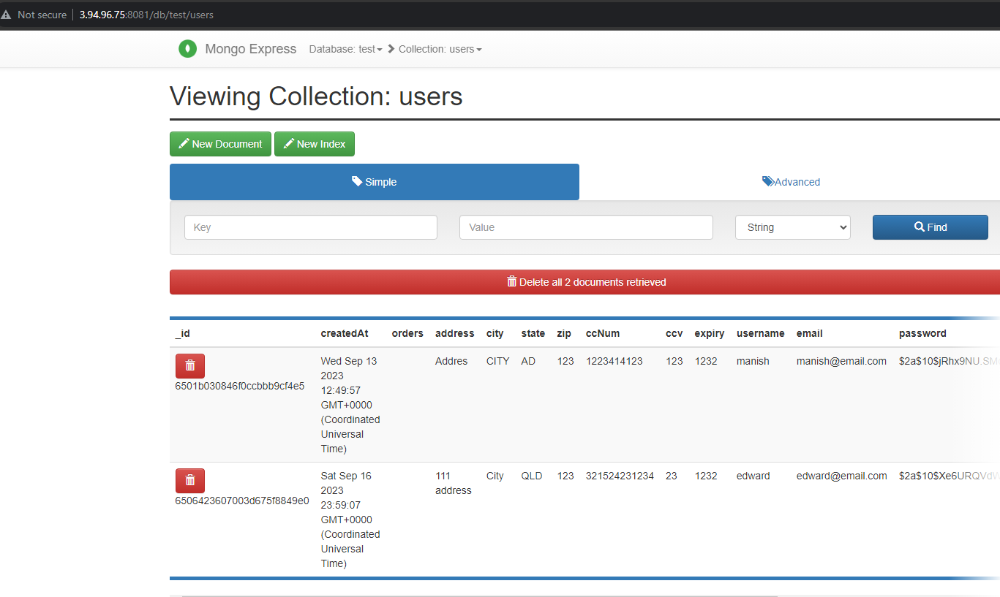 Not secure 3.94.96.75:8081/db/test/users
Mongo Express Database: test Collection: users
Viewing Collection: users
New Document New Index
Simple Advanced
Key Value String Find
Delete all 2 documents retrieved
_id createdAt orders address city state zip ccNum ccv expiry username email password
Wed Sep 13 Addres CITY AD 123 1223414123 123 1232 manish manish@email.com $2a$10$jRhx9NU.SM
2023
6501b030846f0ccbbb9cf4e5 12:49:57
GMT+0000
(Coordinated
Universal
Time)
Sat Sep 16 111 City QLD 123 321524231234 23 1232 edward edward@email.com $2a$10$Xe6URQVdW
2023 address
6506423607003d675f8849e0 23:59:07
GMT+0000
(Coordinated
Universal
Time)